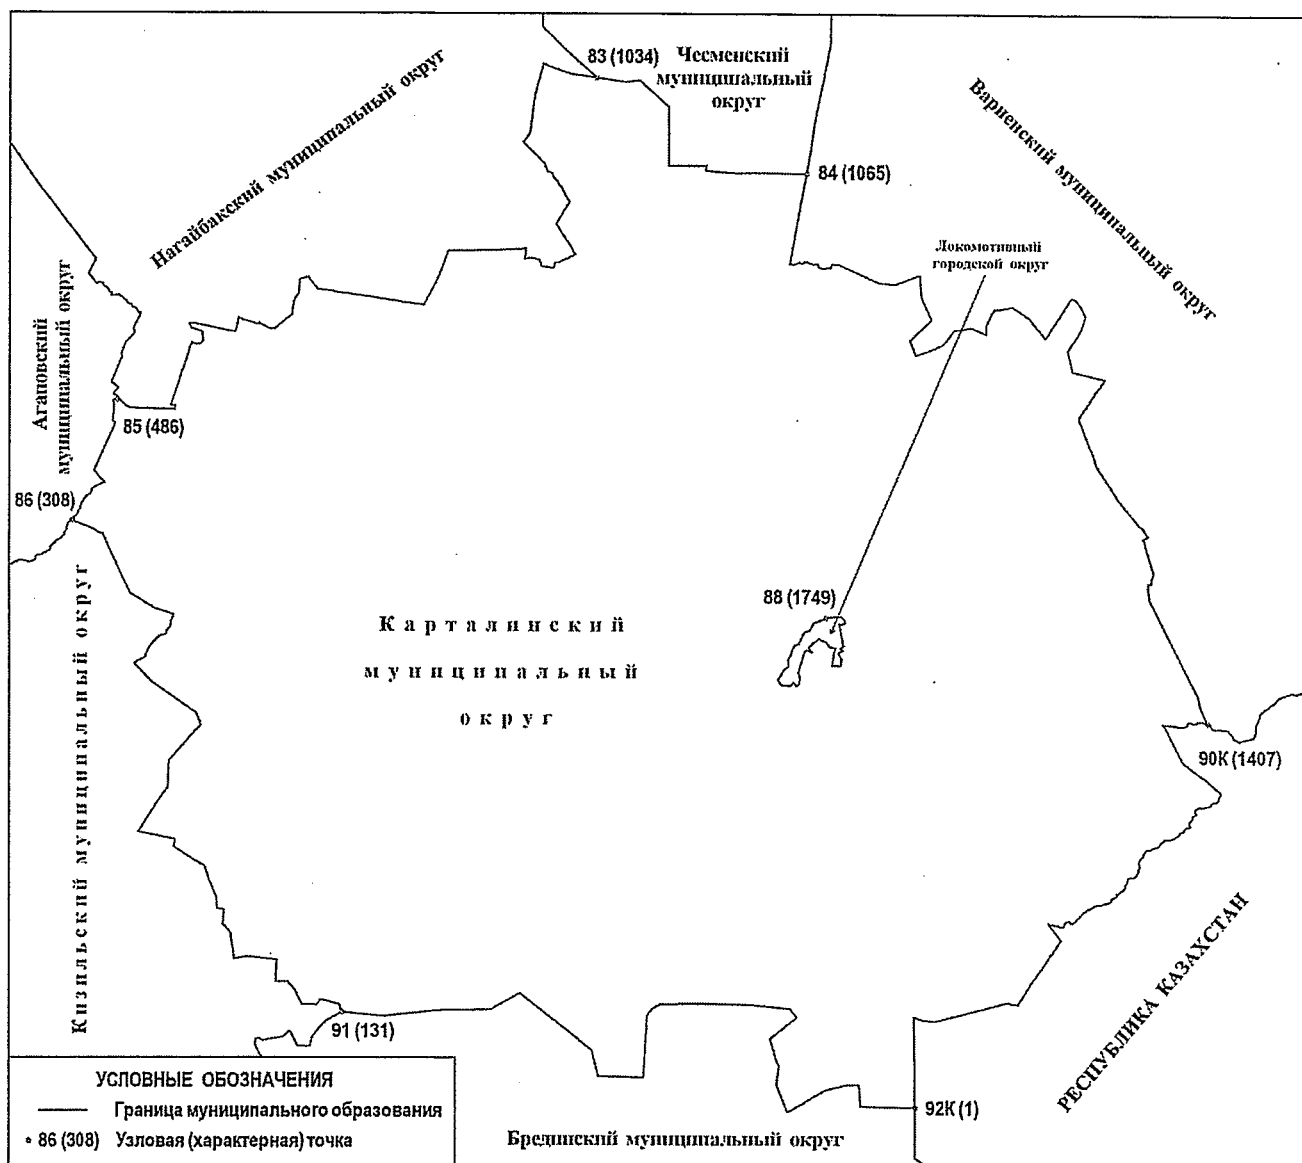 83 (1034)
Чесменский
муниципальный
округ
Нагайбакский муниципальный округ
Варненский муниципальный округ
84 (1065)
Локомотивный
городской округ
Агаповский
муниципальный округ
85 (486)
86 (308)
Кизильский муниципальный округ
Карталинский
муниципальный
округ
88 (1749)
90К (1407)
РЕСПУБЛИКА КАЗАХСТАН
91 (131)
92К (1)
Брединский муниципальный округ
УСЛОВНЫЕ ОБОЗНАЧЕНИЯ
Граница муниципального образования
86 (308) Узловая (характерная) точка